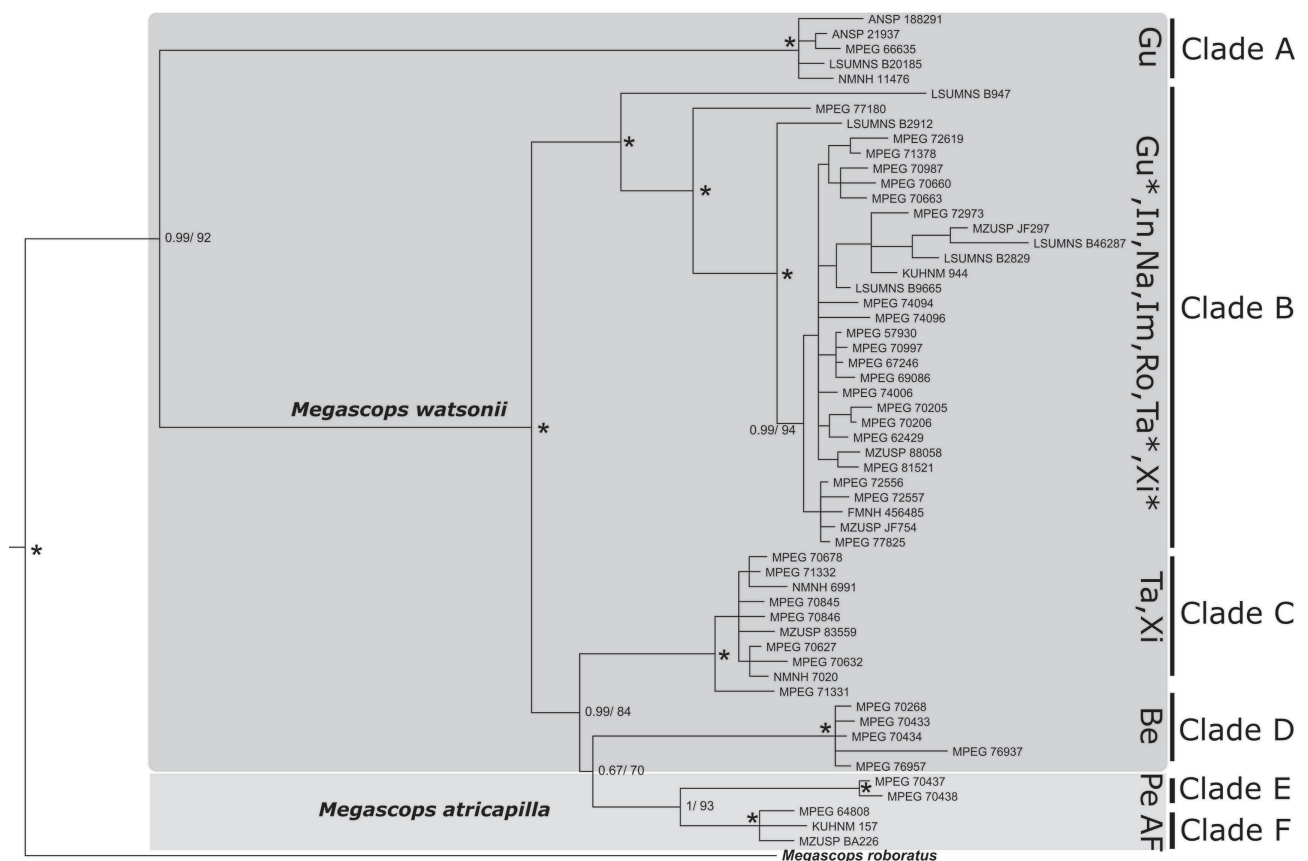 ANSP 188291
ANSP 21937
MPEG 66635
LSUMNS B20185
NMNH 11476
*
Gu
Clade A
LSUMNS B947
MPEG 77180
LSUMNS B2912
MPEG 72619
MPEG 71378
MPEG 70987
MPEG 70660
MPEG 70663
MPEG 72973
MZUSP JF297
LSUMNS B46287
LSUMNS B2829
KUHNM 944
LSUMNS B9665
MPEG 74094
MPEG 74096
MPEG 57930
MPEG 70997
MPEG 67246
MPEG 69086
MPEG 74006
MPEG 70205
MPEG 70206
MPEG 62429
MZUSP 88058
MPEG 81521
MPEG 72556
MPEG 72557
FMNH 456485
MZUSP JF754
MPEG 77825
*
*
*
0.99/ 92
0.99/ 94
Megascops watsonii
*
Gu*,In,Na,Im,Ro,Ta*,Xi*
Clade B
*
MPEG 70678
MPEG 71332
NMNH 6991
MPEG 70845
MPEG 70846
MZUSP 83559
MPEG 70627
MPEG 70632
NMNH 7020
MPEG 71331
*
Ta,Xi
Clade C
0.99/ 84
MPEG 70268
MPEG 70433
MPEG 70434
MPEG 76937
MPEG 76957
*
Be
Clade D
0.67/ 70
MPEG 70437
MPEG 70438
*
Pe
Clade E
Megascops atricapilla
1/ 93
MPEG 64808
KUHNM 157
MZUSP BA226
*
AF
Clade F
Megascops roboratus